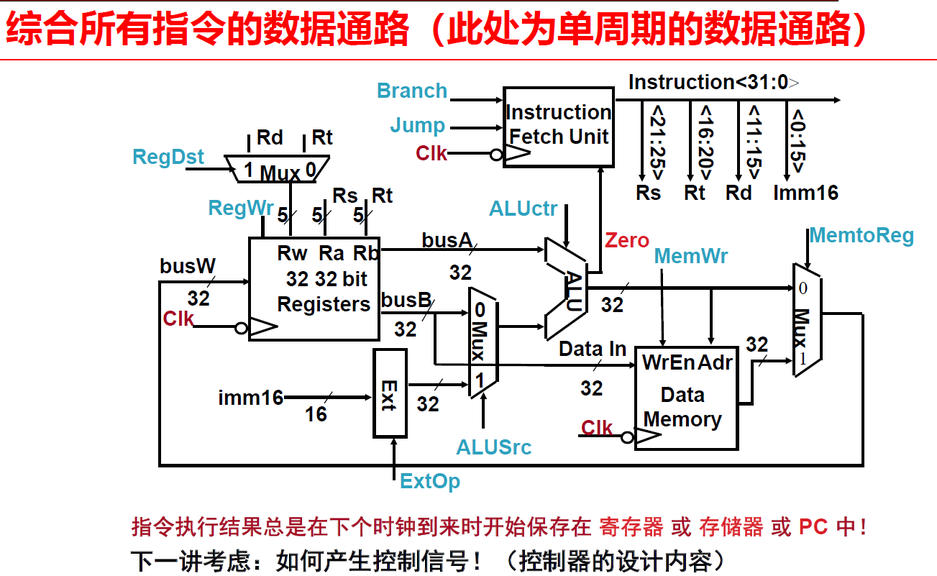 综合所有指令的数据通路（此处为单周期的数据通路）
Instruction<31:0>
Branch
Jump
Clk
Instruction
Fetch Unit
<21:25>
<16:20>
<11:15>
<0:15>
Rs
Rt
Rd
Imm16
Rd
Rt
RegDst
1 Mux 0
RegWr
5
5
Rs
5
Rt
ALUctr
Zero
MemWr
MemtoReg
busW
32
Clk
Rw
Ra
Rb
32 32 bit
Registers
busA
32
busB
32
0
Mux
1
ALU
32
Data In
32
WrEn Adr
Data
Memory
Clk
32
0
Mux
1
imm16
16
Ext
32
ALUSrc
ExtOp
指令执行结果总是在下个时钟到来时开始保存在 寄存器 或 存储器 或 PC 中！
下一讲考虑：如何产生控制信号！（控制器的设计内容）